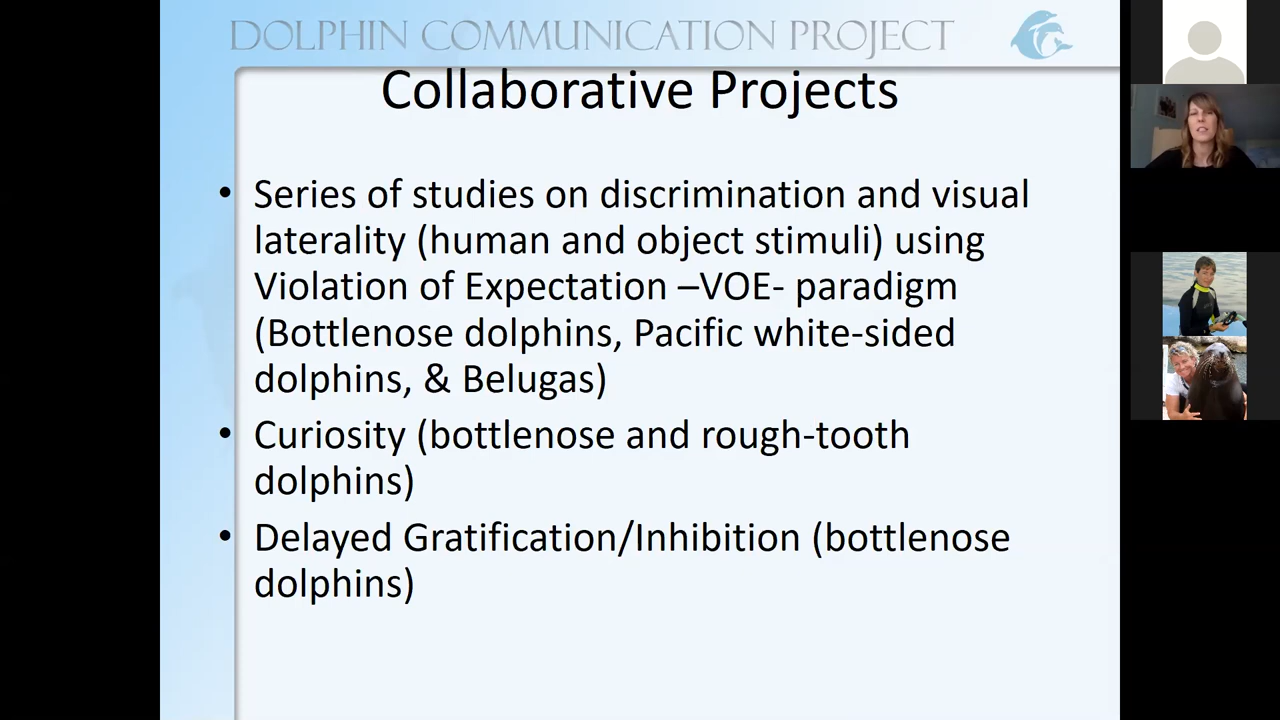 DOLPHIN COMMUNICATION PROJECT
Collaborative Projects
• Series of studies on discrimination and visual
laterality (human and object stimuli) using
Violation of Expectation –VOE- paradigm
(Bottlenose dolphins, Pacific white-sided
dolphins, & Belugas)
• Curiosity (bottlenose and rough-tooth
dolphins)
• Delayed Gratification/Inhibition (bottlenose
dolphins)